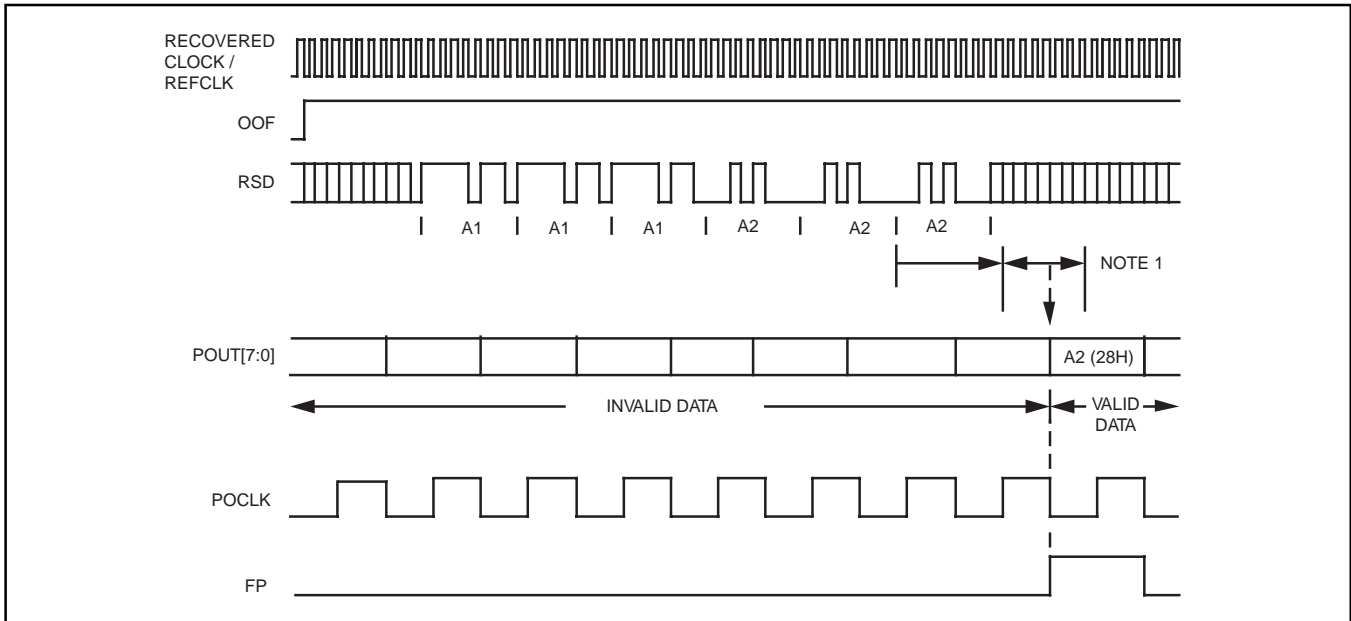 RECOVERED
CLOCK /
REFCLK
OOF
RSD
A1
A1
A1
A2
A2
A2
NOTE 1
POUT[7:0]
A2 (28H)
INVALID DATA
VALID
DATA
POCLK
FP